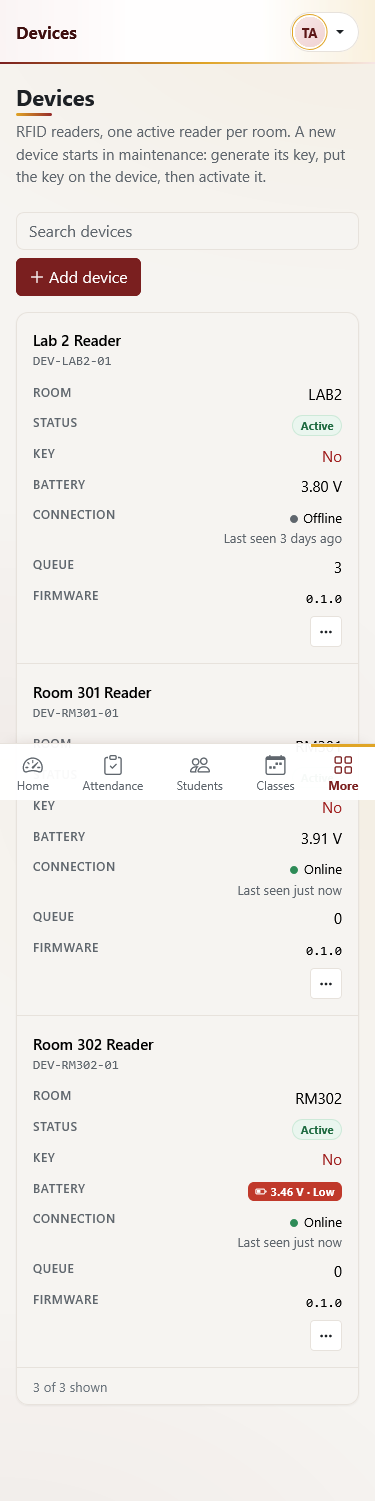 Devices
TA
Devices
RFID readers, one active reader per room. A new
device starts in maintenance: generate its key, put
the key on the device, then activate it.
Search devices
+ Add device
Lab 2 Reader
DEV-LAB2-01
ROOM LAB2
STATUS Active
KEY No
BATTERY 3.80 V
CONNECTION Offline
Last seen 3 days ago
QUEUE 3
FIRMWARE 0.1.0
...
Room 301 Reader
DEV-RM301-01
ROOM RM301
STATUS Active
Home Attendance Students Classes More
KEY No
BATTERY 3.91 V
CONNECTION Online
Last seen just now
QUEUE 0
FIRMWARE 0.1.0
...
Room 302 Reader
DEV-RM302-01
ROOM RM302
STATUS Active
KEY No
BATTERY 3.46 V · Low
CONNECTION Online
Last seen just now
QUEUE 0
FIRMWARE 0.1.0
...
3 of 3 shown